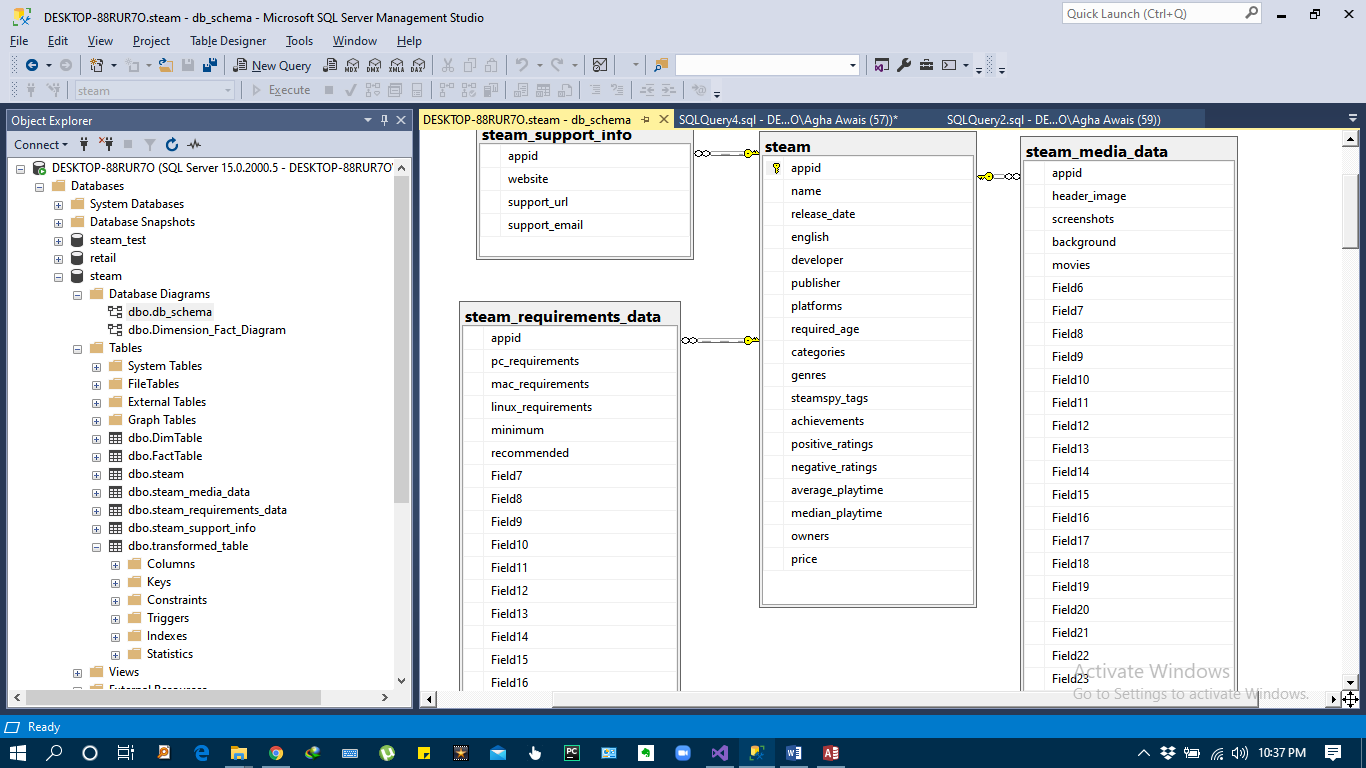 DESKTOP-88RUR7O.steam - db_schema - Microsoft SQL Server Management Studio
Quick Launch (Ctrl+Q)
File Edit View Project Table Designer Tools Window Help
New Query MDX DMX XMLA DAX
steam Execute
Object Explorer
Connect
DESKTOP-88RUR7O (SQL Server 15.0.2000.5 - DESKTOP-88RUR7O\
Databases
System Databases
Database Snapshots
steam_test
retail
steam
Database Diagrams
dbo.db_schema
dbo.Dimension_Fact_Diagram
Tables
System Tables
FileTables
External Tables
Graph Tables
dbo.DimTable
dbo.FactTable
dbo.steam
dbo.steam_media_data
dbo.steam_requirements_data
dbo.steam_support_info
dbo.transformed_table
Columns
Keys
Constraints
Triggers
Indexes
Statistics
Views
External Resources
DESKTOP-88RUR7O.steam - db_schema
SQLQuery4.sql - DE...O\Agha Awais (57))*
SQLQuery2.sql - DE...O\Agha Awais (59))
steam_support_info
appid
website
support_url
support_email
steam_requirements_data
appid
pc_requirements
mac_requirements
linux_requirements
minimum
recommended
Field7
Field8
Field9
Field10
Field11
Field12
Field13
Field14
Field15
Field16
steam
appid
name
release_date
english
developer
publisher
platforms
required_age
categories
genres
steamspy_tags
achievements
positive_ratings
negative_ratings
average_playtime
median_playtime
owners
price
steam_media_data
appid
header_image
screenshots
background
movies
Field6
Field7
Field8
Field9
Field10
Field11
Field12
Field13
Field14
Field15
Field16
Field17
Field18
Field19
Field20
Field21
Field22
Field23
Activate Windows
Go to Settings to activate Windows.
Ready
10:37 PM